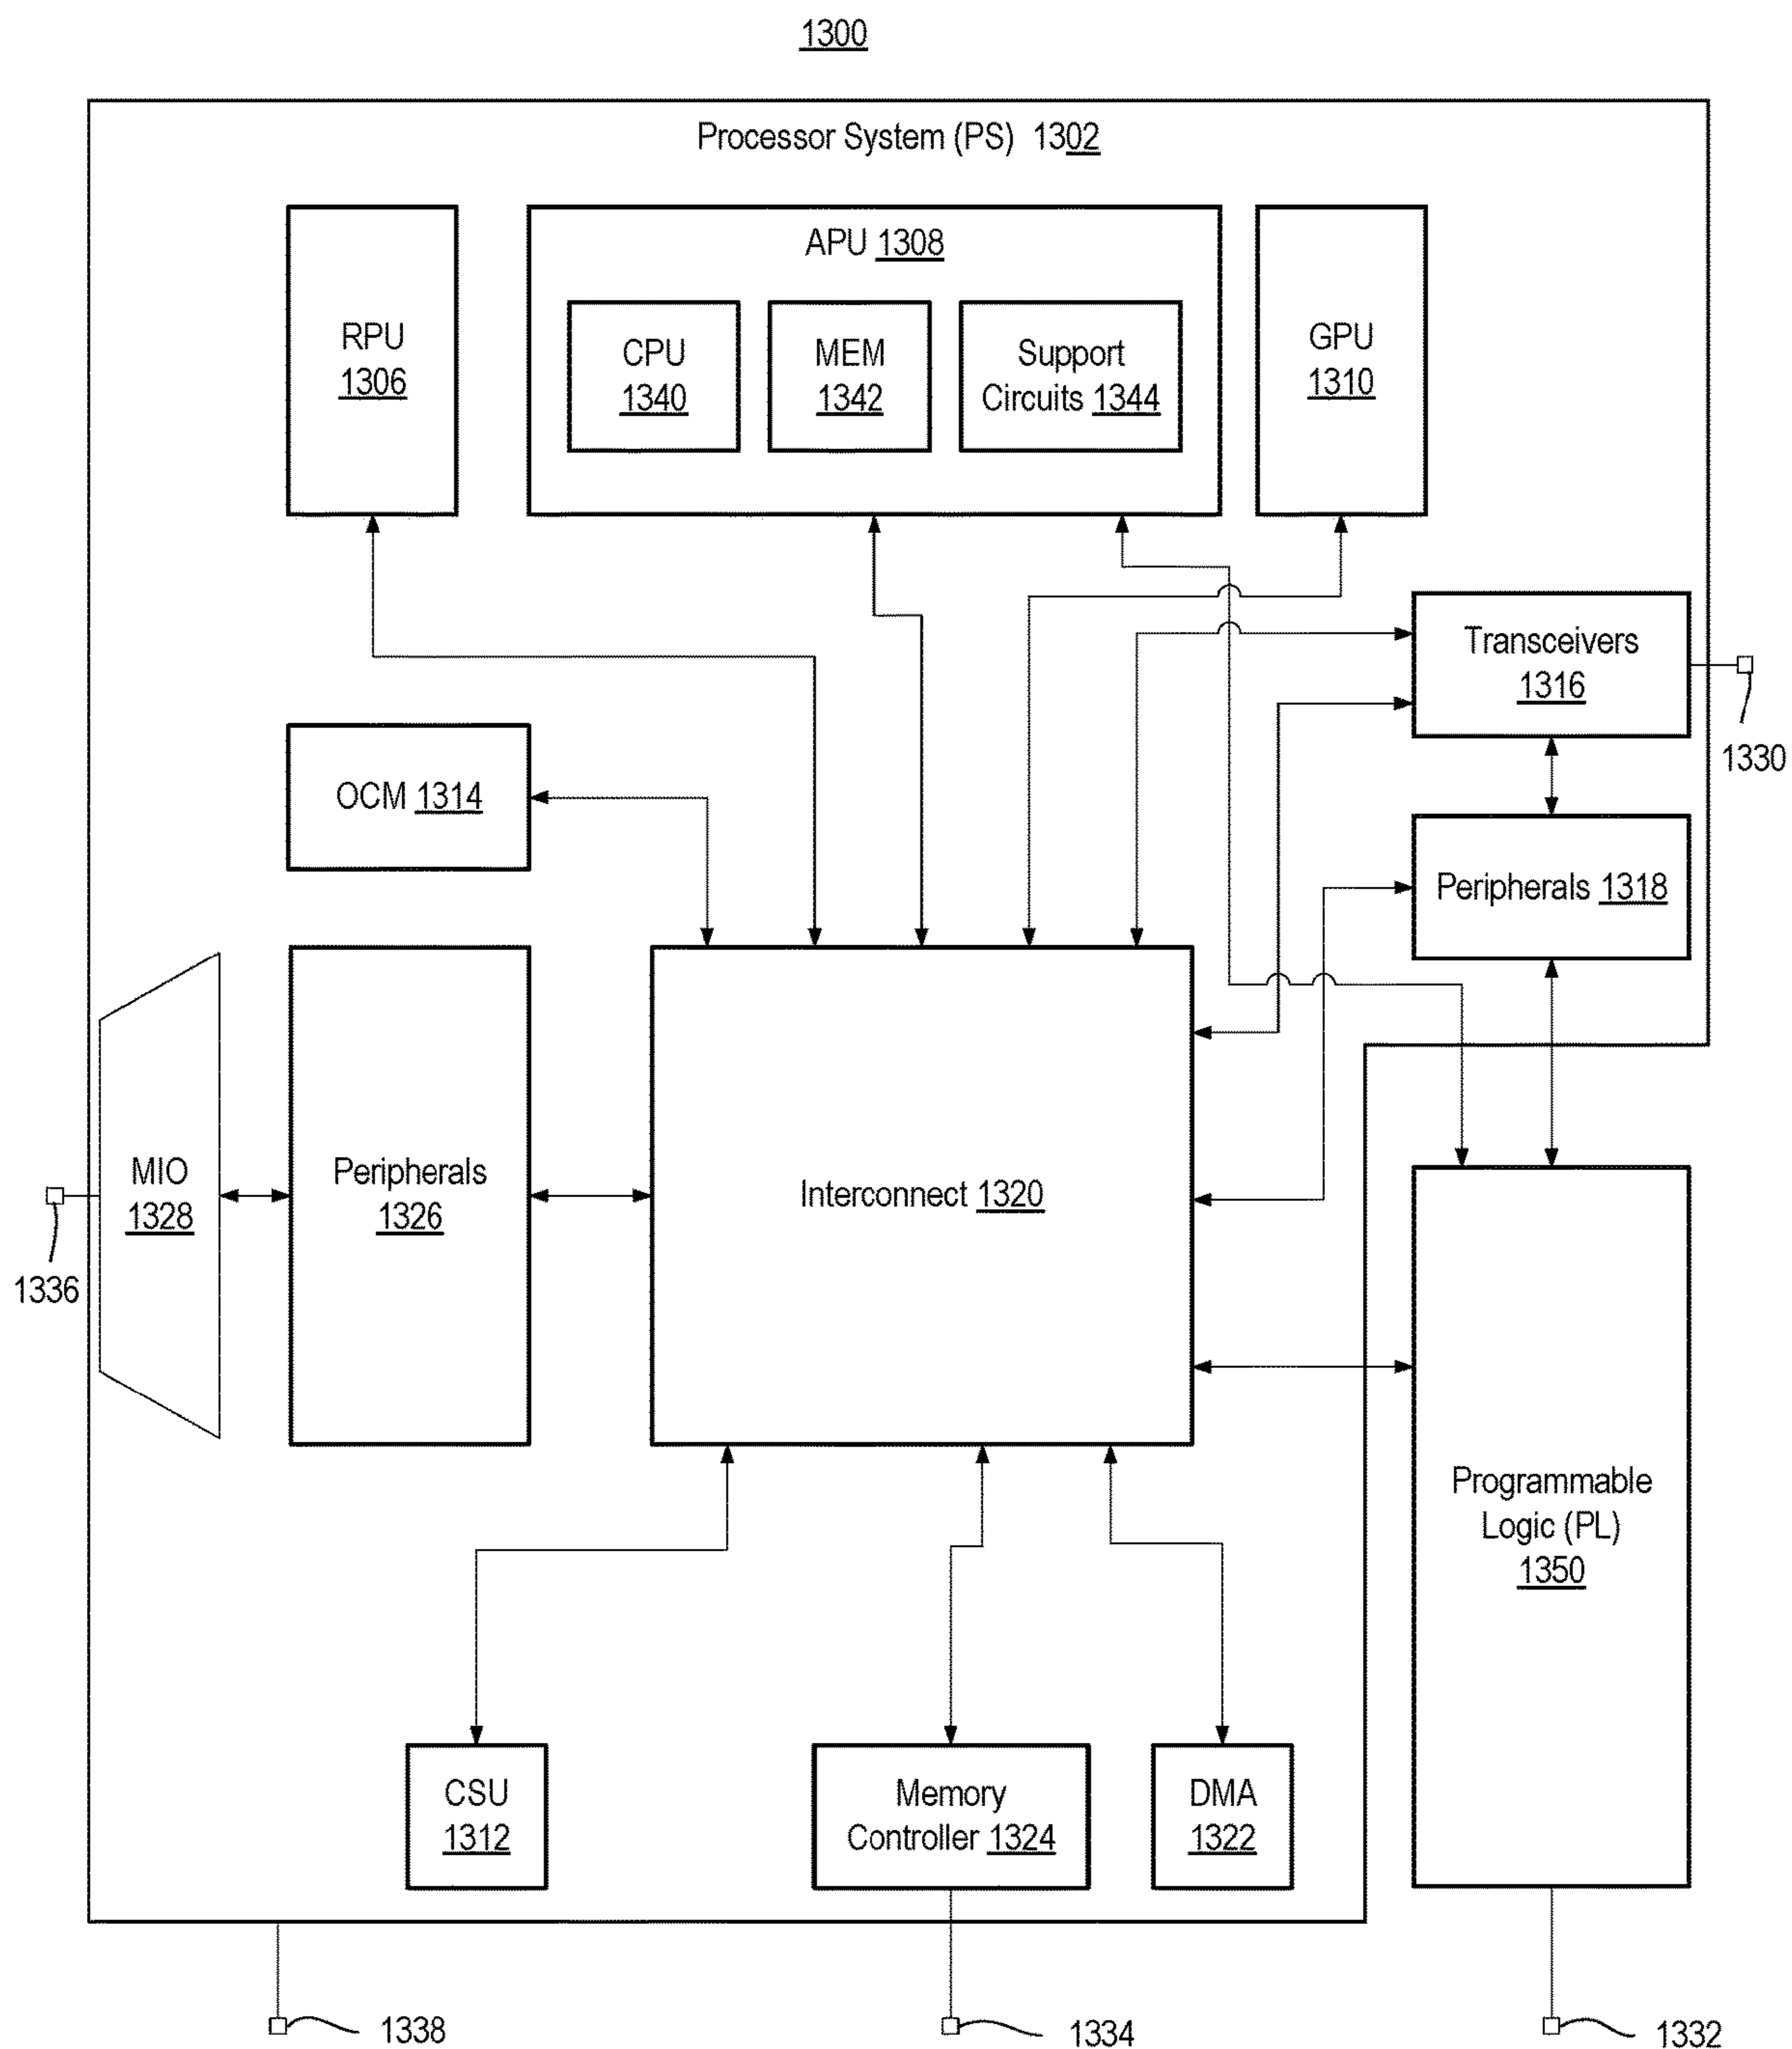 1300
Processor System (PS) 1302
APU 1308
RPU
1306
CPU
1340
MEM
1342
Support
Circuits 1344
GPU
1310
Transceivers
1316
1330
OCM 1314
Peripherals 1318
MIO
1328
Peripherals
1326
Interconnect 1320
1336
Programmable
Logic (PL)
1350
CSU
1312
Memory
Controller 1324
DMA
1322
1338
1334
1332